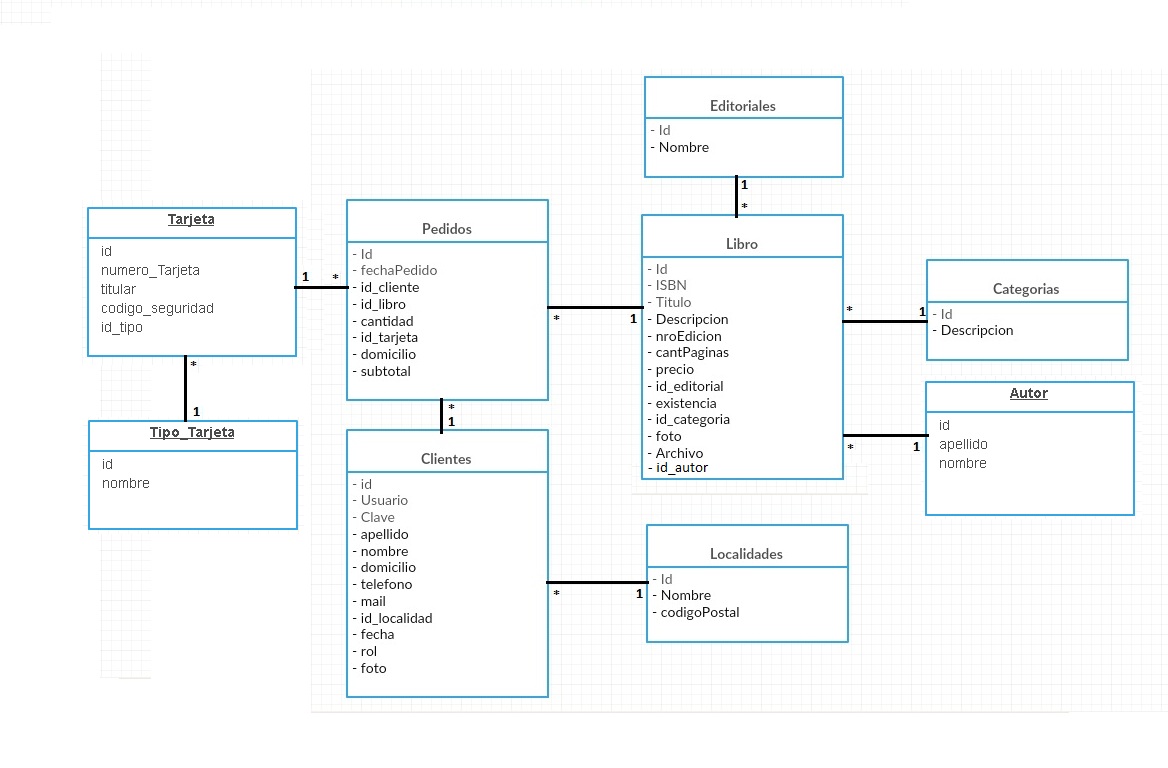 Editoriales
- Id
- Nombre
1
*
Tarjeta
id
numero_Tarjeta
titular
codigo_seguridad
id_tipo
1
*
*
1
Tipo_Tarjeta
id
nombre
Pedidos
- Id
- fechaPedido
- id_cliente
- id_libro
- cantidad
- id_tarjeta
- domicilio
- subtotal
*
1
*
1
Clientes
- id
- Usuario
- Clave
- apellido
- nombre
- domicilio
- telefono
- mail
- id_localidad
- fecha
- rol
- foto
*
1
Libro
- Id
- ISBN
- Titulo
- Descripcion
- nroEdicion
- cantPaginas
- precio
- id_editorial
- existencia
- id_categoria
- foto
- Archivo
- id_autor
*
1
*
1
Categorias
- Id
- Descripcion
Autor
id
apellido
nombre
Localidades
- Id
- Nombre
- codigoPostal